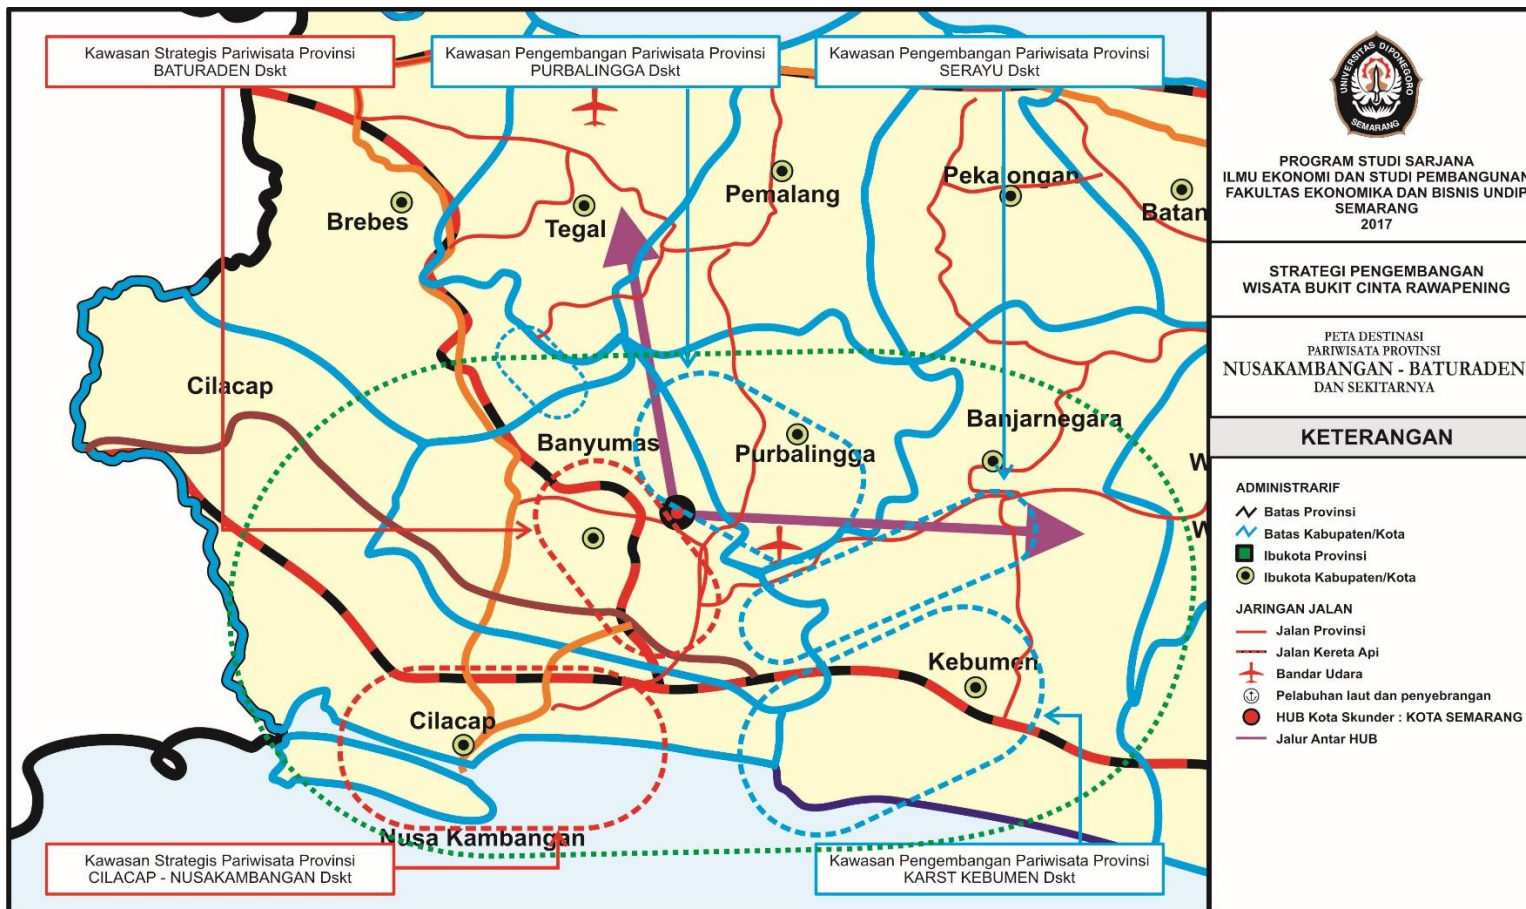 Kawasan Strategis Pariwisata Provinsi
BATURADEN Dskt
Kawasan Pengembangan Pariwisata Provinsi
PURBALINGGA Dskt
Kawasan Pengembangan Pariwisata Provinsi
SERAYU Dskt
Brebes
Tegal
Pemalang
Pekalongan
Batan
Cilacap
Banyumas
Purbalingga
Banjarnegara
W
W
Kebumen
Cilacap
Nusa Kambangan
Kawasan Strategis Pariwisata Provinsi
CILACAP - NUSAKAMBANGAN Dskt
Kawasan Pengembangan Pariwisata Provinsi
KARST KEBUMEN Dskt
UNIVERSITAS DIPONEGORO
SEMARANG
PROGRAM STUDI SARJANA
ILMU EKONOMI DAN STUDI PEMBANGUNAN
FAKULTAS EKONOMIKA DAN BISNIS UNDIP
SEMARANG
2017
STRATEGI PENGEMBANGAN
WISATA BUKIT CINTA RAWAPENING
PETA DESTINASI
PARIWISATA PROVINSI
NUSAKAMBANGAN - BATURADEN
DAN SEKITARNYA
KETERANGAN
ADMINISTRARIF
Batas Provinsi
Batas Kabupaten/Kota
Ibukota Provinsi
Ibukota Kabupaten/Kota
JARINGAN JALAN
Jalan Provinsi
Jalan Kereta Api
Bandar Udara
Pelabuhan laut dan penyebrangan
HUB Kota Skunder : KOTA SEMARANG
Jalur Antar HUB